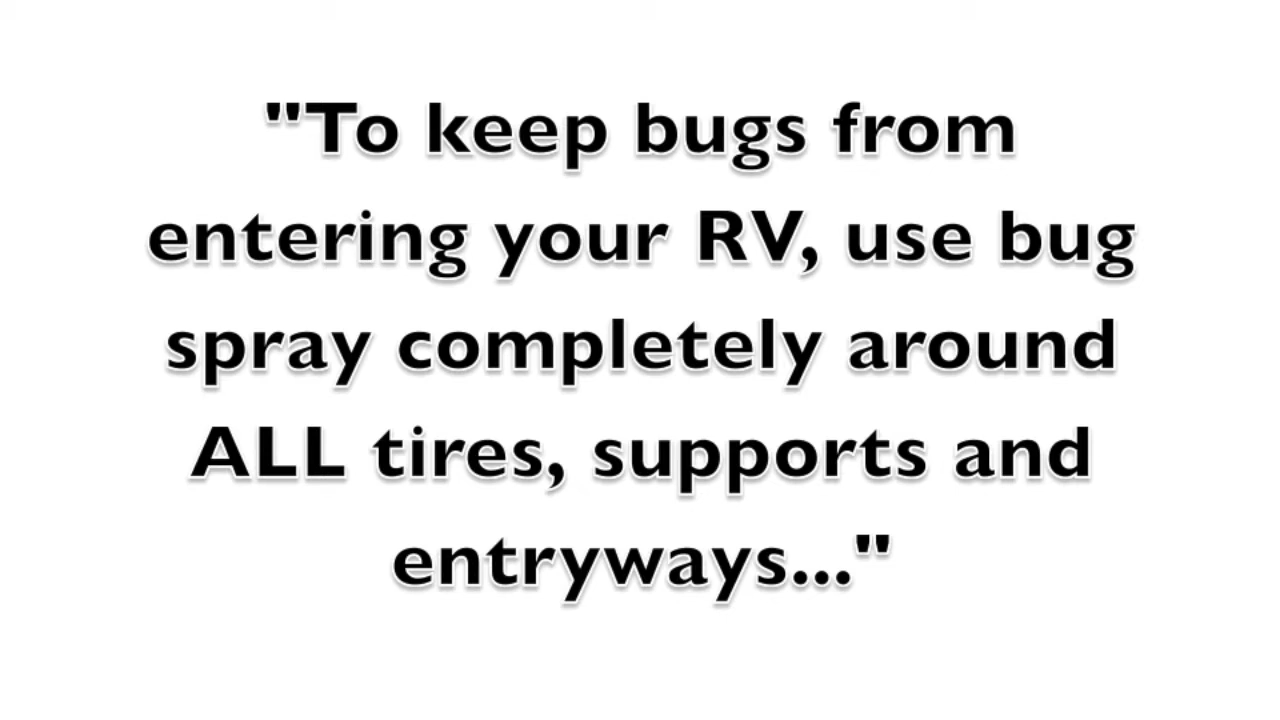 "To keep bugs from
entering your RV, use bug
spray completely around
ALL tires, supports and
entryways..."